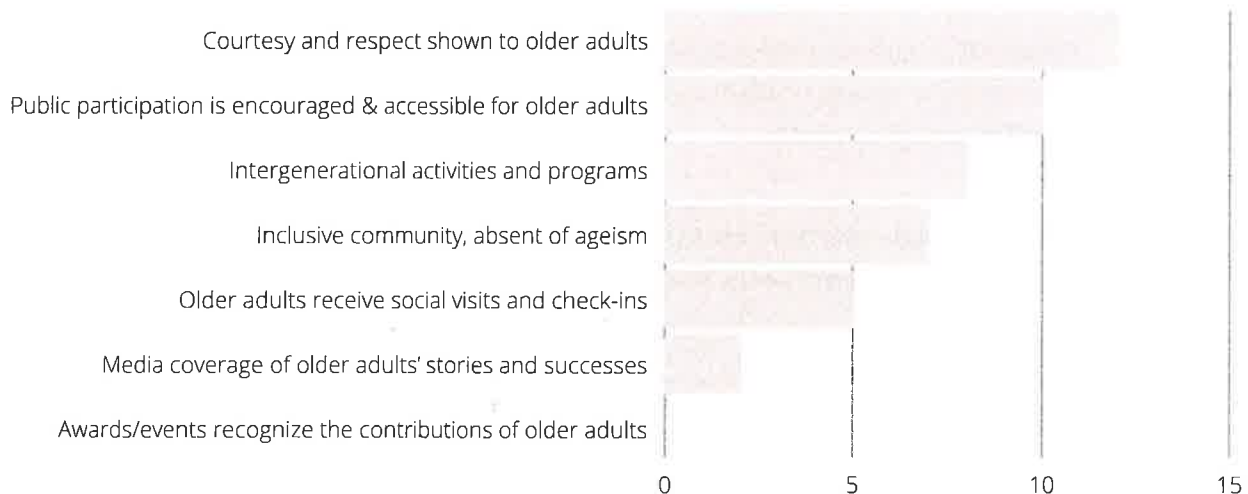 Courtesy and respect shown to older adults
Public participation is encouraged & accessible for older adults
Intergenerational activities and programs
Inclusive community, absent of ageism
Older adults receive social visits and check-ins
Media coverage of older adults' stories and successes
Awards/events recognize the contributions of older adults
0 5 10 15